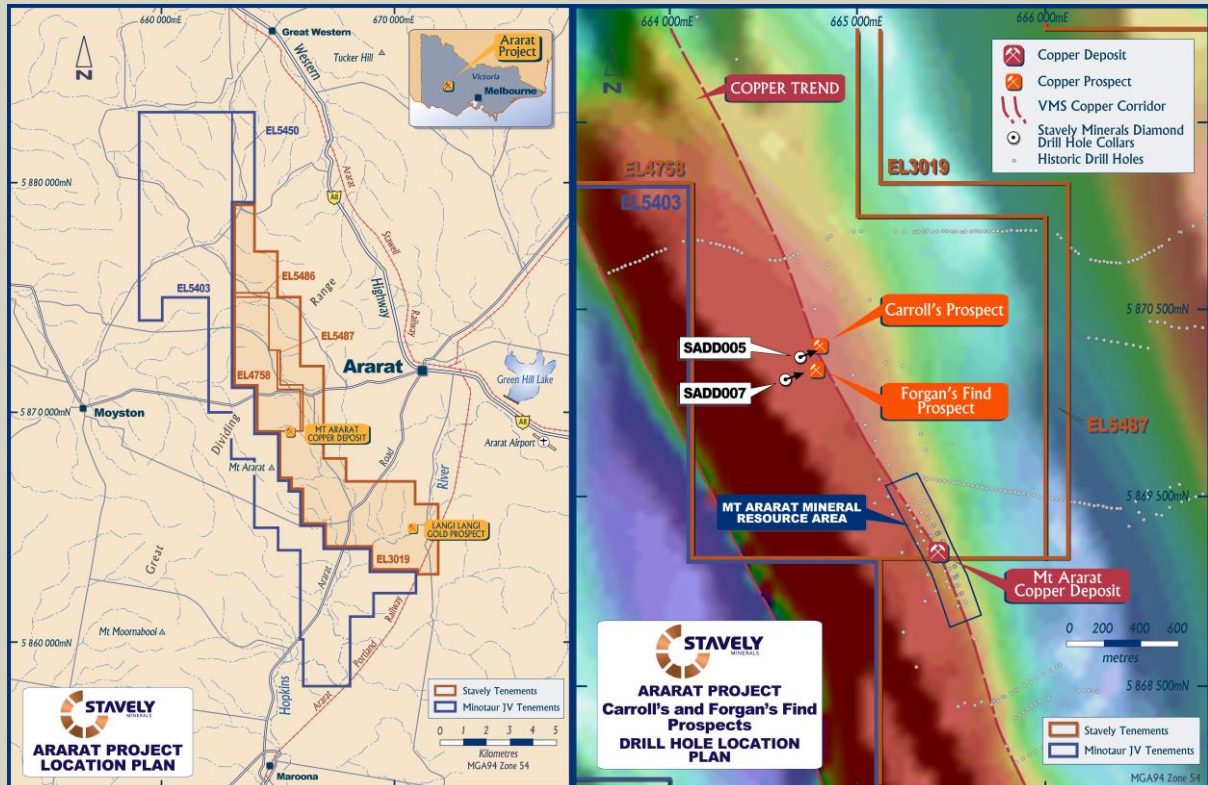 660 000mE
670 000mE
Great Western
Tucker Hill
N
Western
Highway
A8
Ararat
Stawell
Railway
Ararat
Project
Victoria
Melbourne
5 880 000mN
EL5450
EL5486
EL5403
Range
EL5487
EL4758
Ararat
Green Hill Lake
5 870 000mN
Moyston
Dividing
MT ARARAT
COPPER DEPOSIT
A8
Ararat Airport
Mt Ararat
Road
River
LANGI LANGI
GOLD PROSPECT
Great
EL3019
Ararat
Railway
Mt Moornabool
5 860 000mN
Portland
Ararat
Hopkins
Maroona
STAVELY
MINERALS
ARARAT PROJECT
LOCATION PLAN
Stavely Tenements
Minotaur JV Tenements
0 1 2 3 4 5
Kilometres
MGA94 Zone 54
664 000mE
665 000mE
666 000mE
N
COPPER TREND
Copper Deposit
Copper Prospect
VMS Copper Corridor
Stavely Minerals Diamond
Drill Hole Collars
Historic Drill Holes
EL4758
EL5403
EL3019
5 870 500mN
Carroll's Prospect
SADD005
SADD007
Forgan's Find
Prospect
EL5487
5 869 500mN
MT ARARAT MINERAL
RESOURCE AREA
Mt Ararat
Copper Deposit
0 200 400 600
metres
5 868 500mN
STAVELY
MINERALS
ARARAT PROJECT
Carroll's and Forgan's Find
Prospects
DRILL HOLE LOCATION
PLAN
Stavely Tenements
Minotaur JV Tenements
MGA94 Zone 54